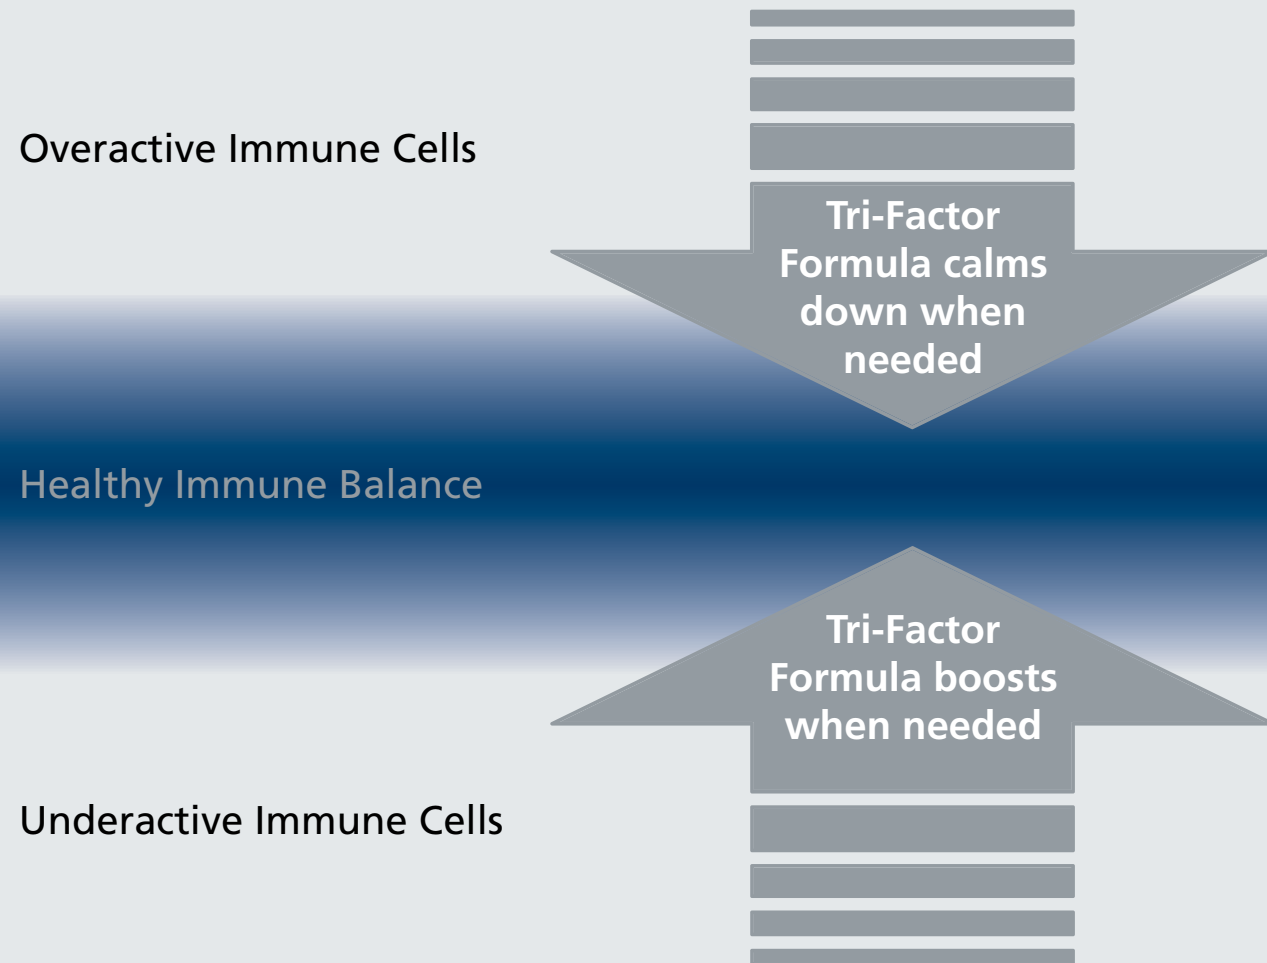 Overactive Immune Cells
Tri-Factor
Formula calms
down when
needed
Healthy Immune Balance
Tri-Factor
Formula boosts
when needed
Underactive Immune Cells